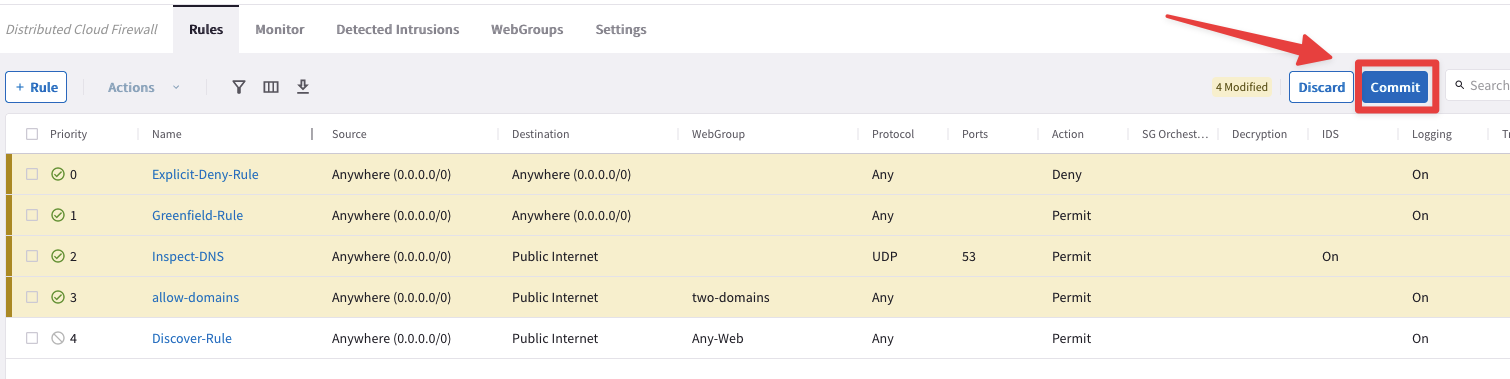 Distributed Cloud Firewall Rules Monitor Detected Intrusions WebGroups Settings
+ Rule Actions 4 Modified Discard Commit Search
Priority Name Source Destination WebGroup Protocol Ports Action SG Orchest... Decryption IDS Logging
0 Explicit-Deny-Rule Anywhere (0.0.0.0/0) Anywhere (0.0.0.0/0) Any Deny On
1 Greenfield-Rule Anywhere (0.0.0.0/0) Anywhere (0.0.0.0/0) Any Permit On
2 Inspect-DNS Anywhere (0.0.0.0/0) Public Internet UDP 53 Permit On
3 allow-domains Anywhere (0.0.0.0/0) Public Internet two-domains Any Permit On
4 Discover-Rule Anywhere (0.0.0.0/0) Public Internet Any-Web Any Permit On